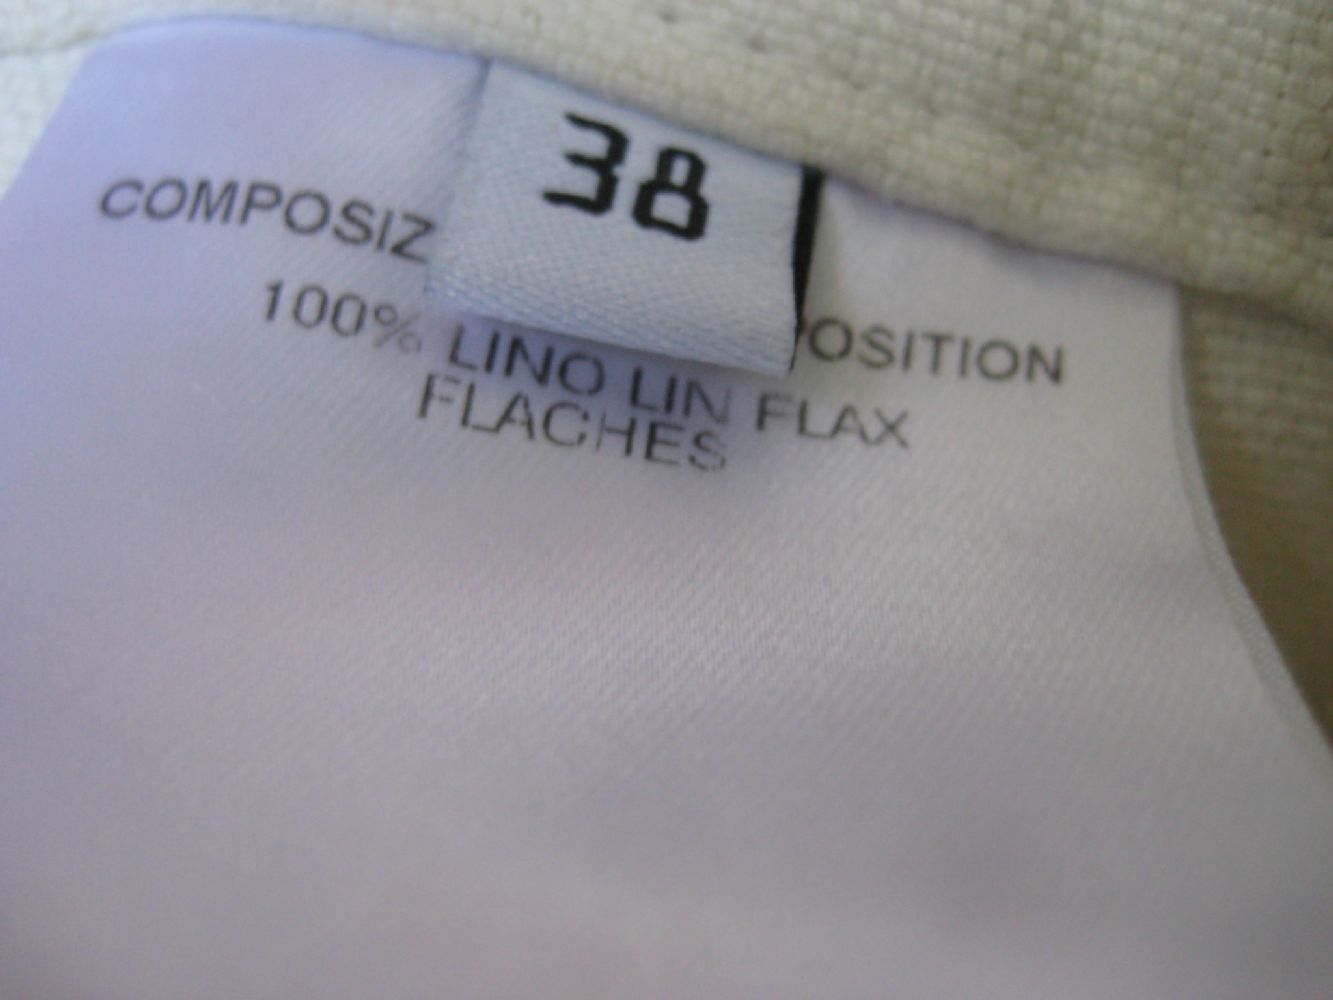 38
COMPOSIZ OSITION
100% LINO LIN FLAX
FLACHES